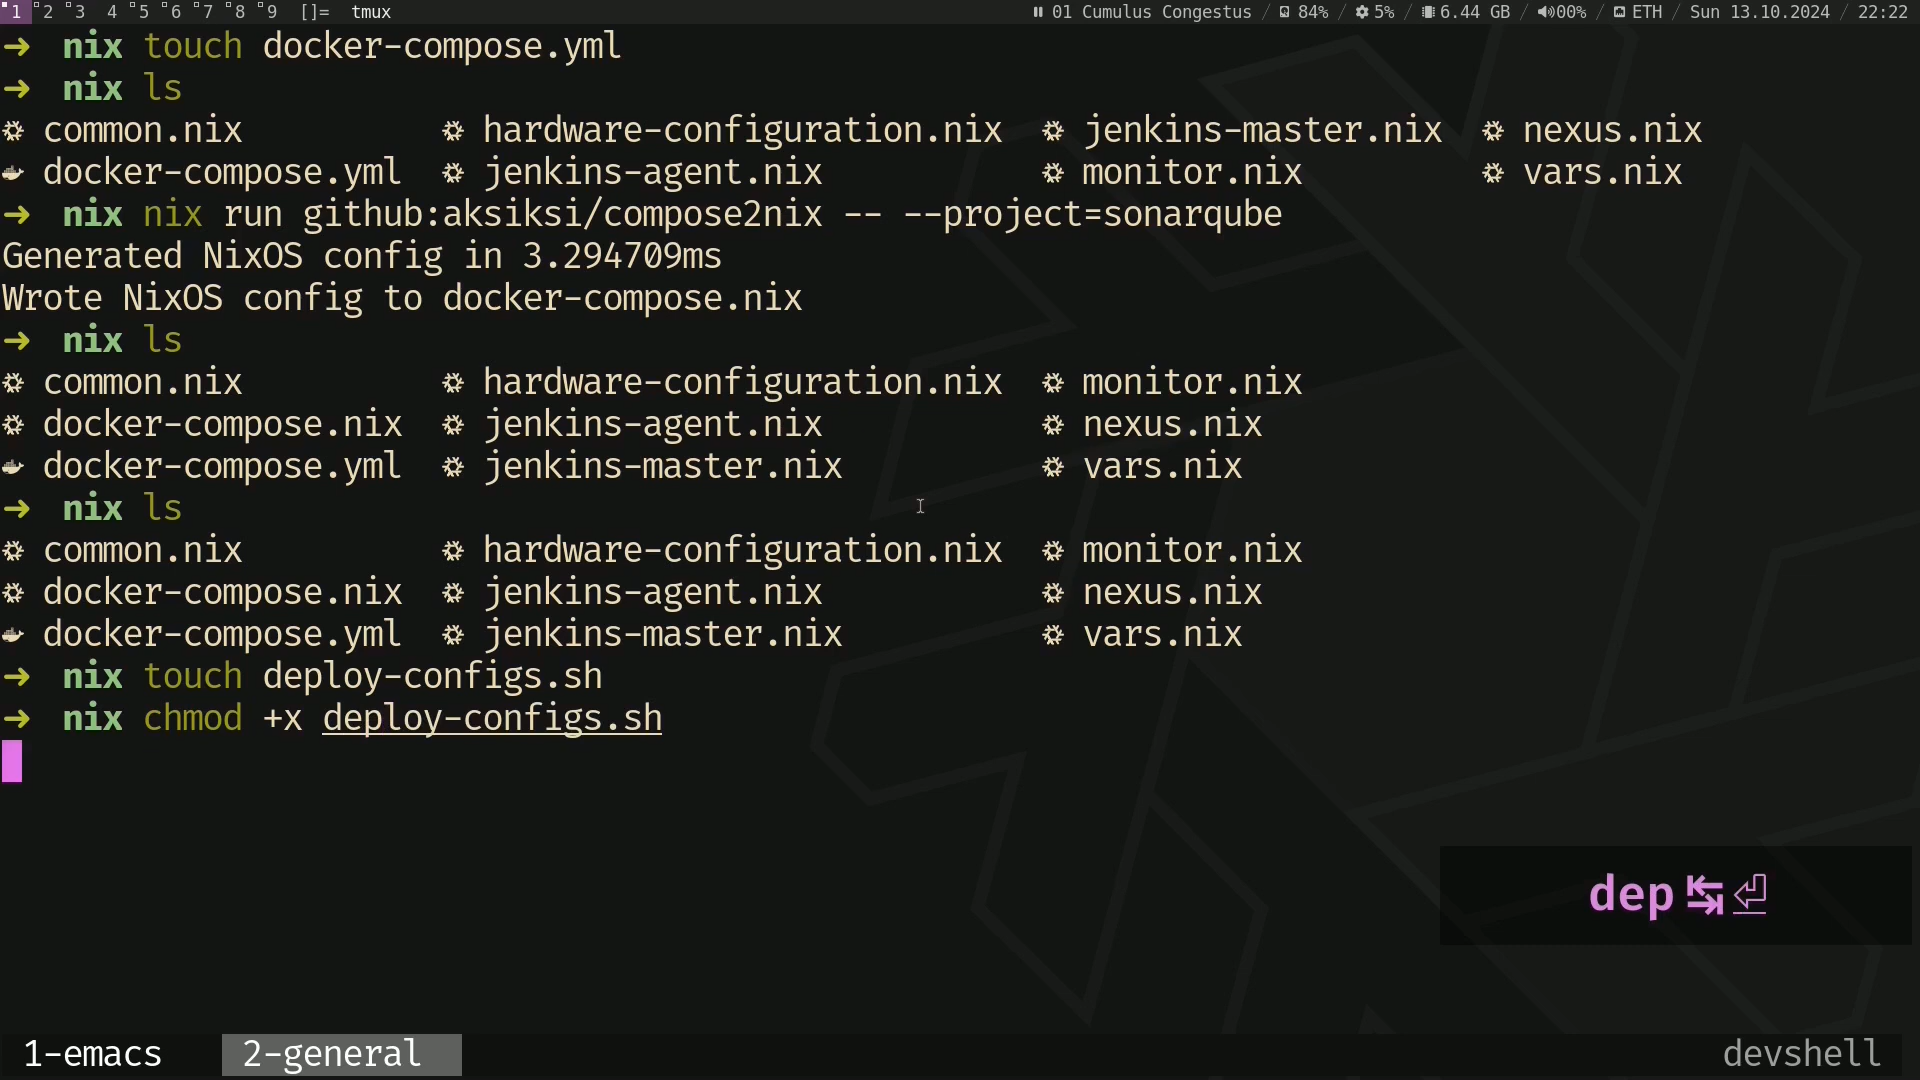 1 2 3 4 5 6 7 8 9 []= tmux 01 Cumulus Congestus / 84% / 5% / 6.44 GB / 00% / ETH / Sun 13.10.2024 / 22:22
➜ nix touch docker-compose.yml
➜ nix ls
common.nix hardware-configuration.nix jenkins-master.nix nexus.nix
docker-compose.yml jenkins-agent.nix monitor.nix vars.nix
➜ nix nix run github:aksiksi/compose2nix -- --project=sonarqube
Generated NixOS config in 3.294709ms
Wrote NixOS config to docker-compose.nix
➜ nix ls
common.nix hardware-configuration.nix monitor.nix
docker-compose.nix jenkins-agent.nix nexus.nix
docker-compose.yml jenkins-master.nix vars.nix
➜ nix ls
common.nix hardware-configuration.nix monitor.nix
docker-compose.nix jenkins-agent.nix nexus.nix
docker-compose.yml jenkins-master.nix vars.nix
➜ nix touch deploy-configs.sh
➜ nix chmod +x deploy-configs.sh
dep ↹⏎
1-emacs 2-general devshell